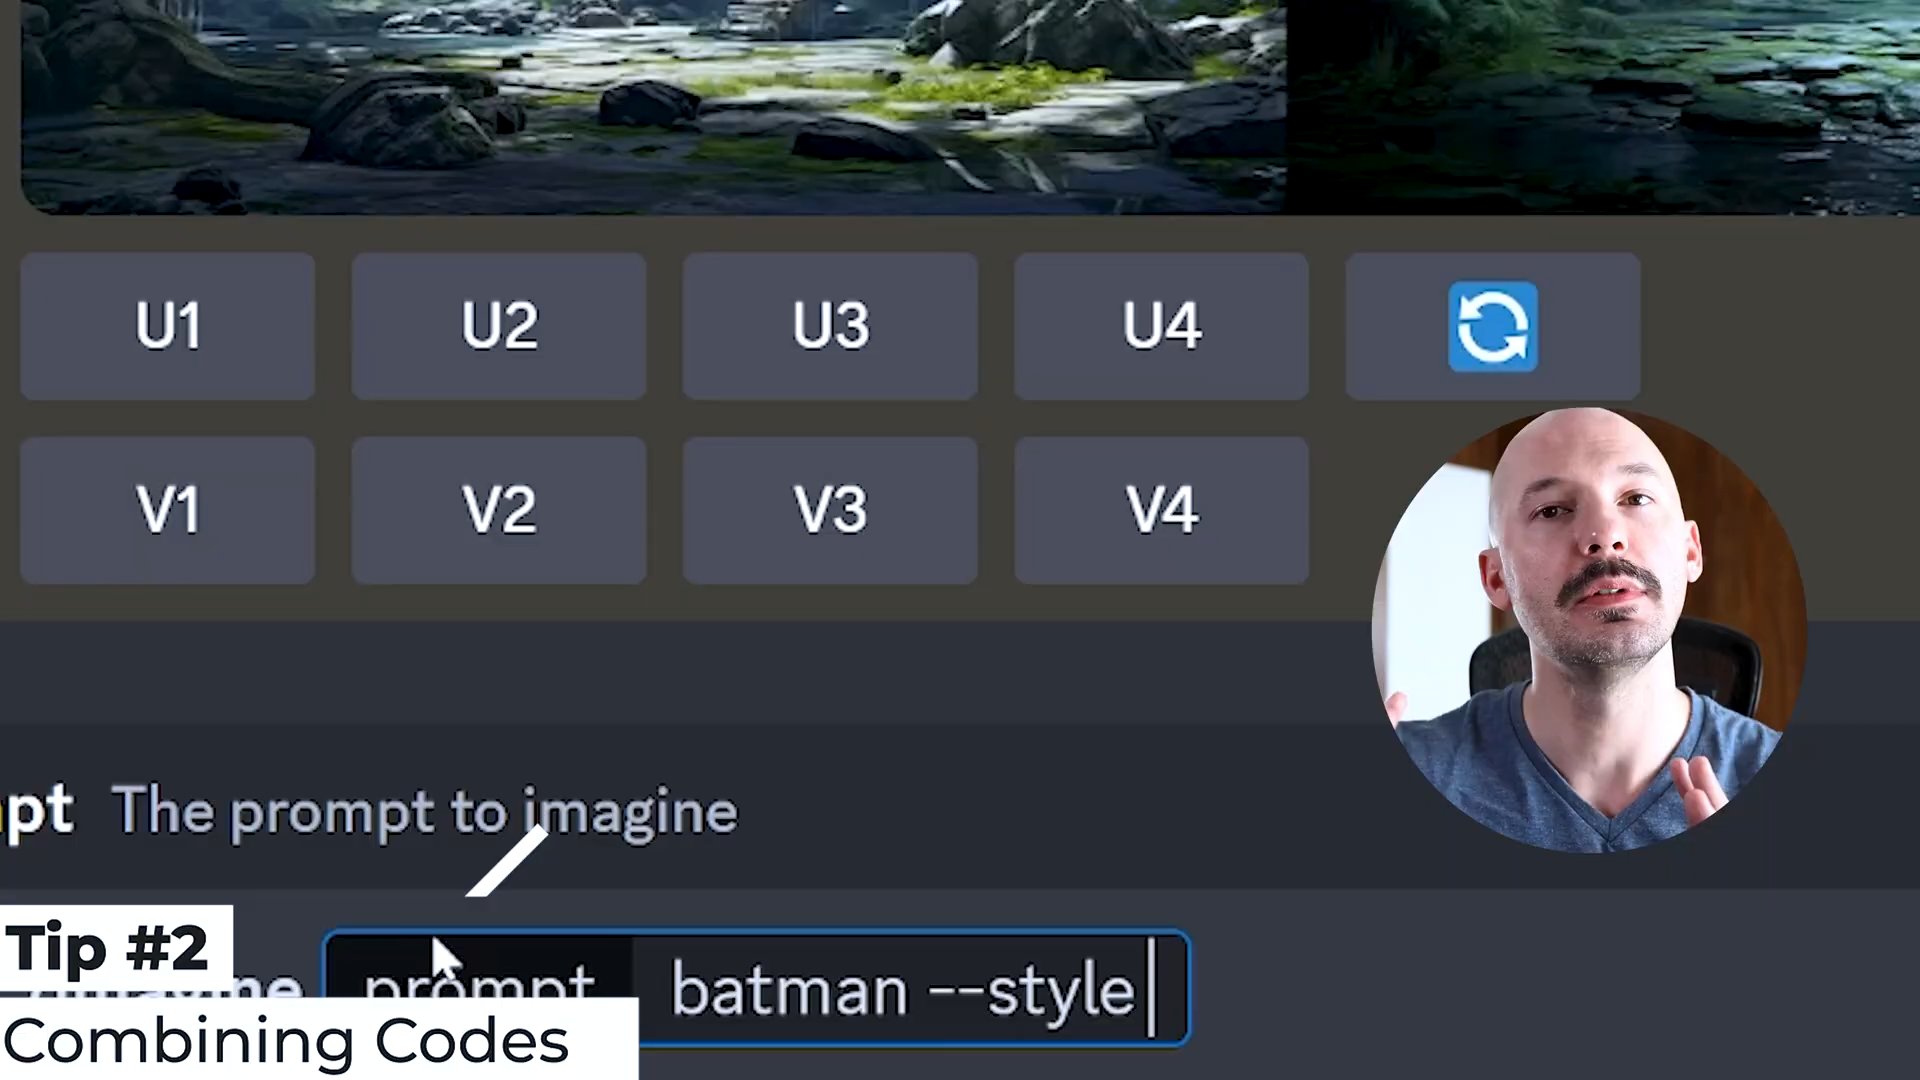 U1 U2 U3 U4
V1 V2 V3 V4
pt The prompt to imagine
Tip #2
prompt batman --style
Combining Codes